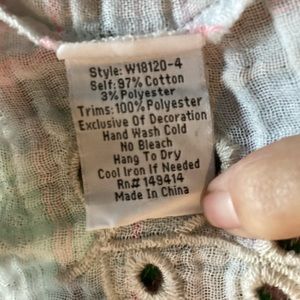 Style: W18120-4
Self: 97% Cotton
3% Polyester
Trims: 100% Polyester
Exclusive Of Decoration
Hand Wash Cold
No Bleach
Hang To Dry
Cool Iron If Needed
Rn# 149414
Made In China